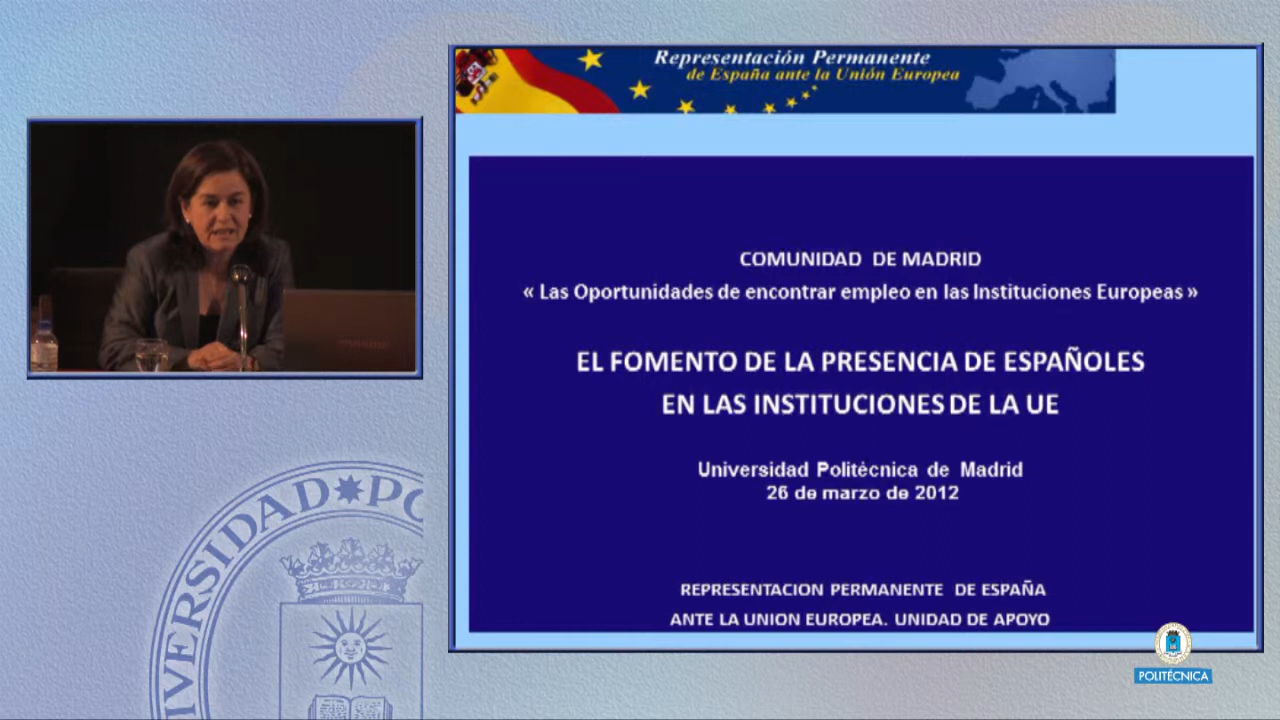 Representación Permanente
de España ante la Unión Europea
COMUNIDAD DE MADRID
« Las Oportunidades de encontrar empleo en las Instituciones Europeas »
EL FOMENTO DE LA PRESENCIA DE ESPAÑOLES
EN LAS INSTITUCIONES DE LA UE
Universidad Politécnica de Madrid
26 de marzo de 2012
REPRESENTACION PERMANENTE DE ESPAÑA
ANTE LA UNION EUROPEA. UNIDAD DE APOYO
POLITÉCNICA
IVERSIDAD PO